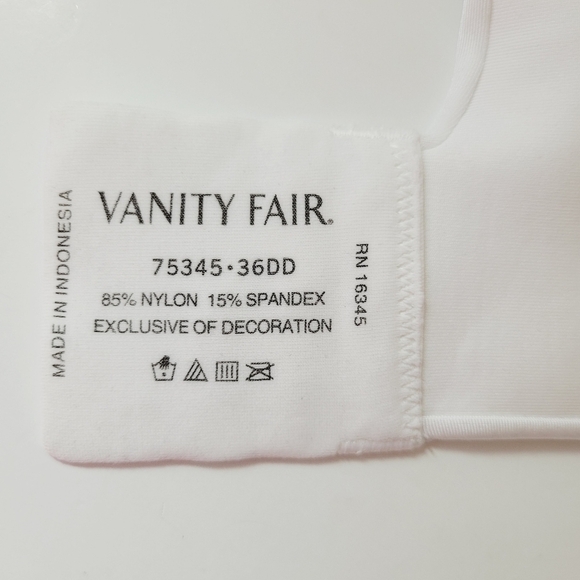 VANITY FAIR.
75345·36DD
85% NYLON 15% SPANDEX
EXCLUSIVE OF DECORATION
MADE IN INDONESIA
RN 16345